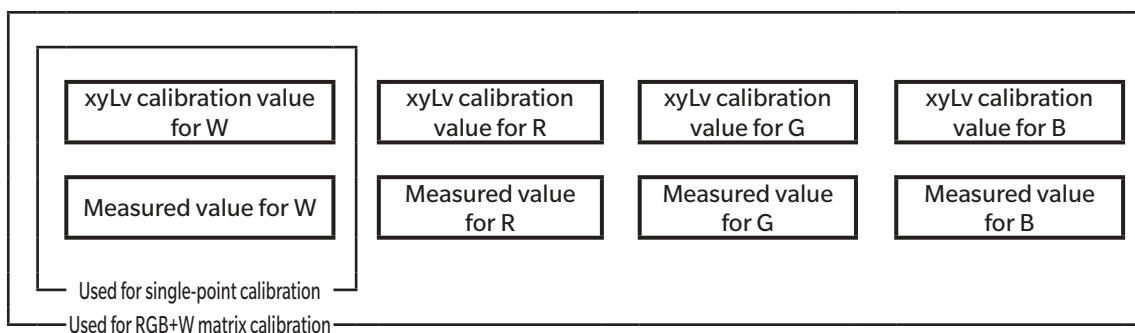 xyLv calibration value
for W
xyLv calibration
value for R
xyLv calibration
value for G
xyLv calibration
value for B
Measured value for W
Measured value
for R
Measured value
for G
Measured value
for B
Used for single-point calibration
Used for RGB+W matrix calibration